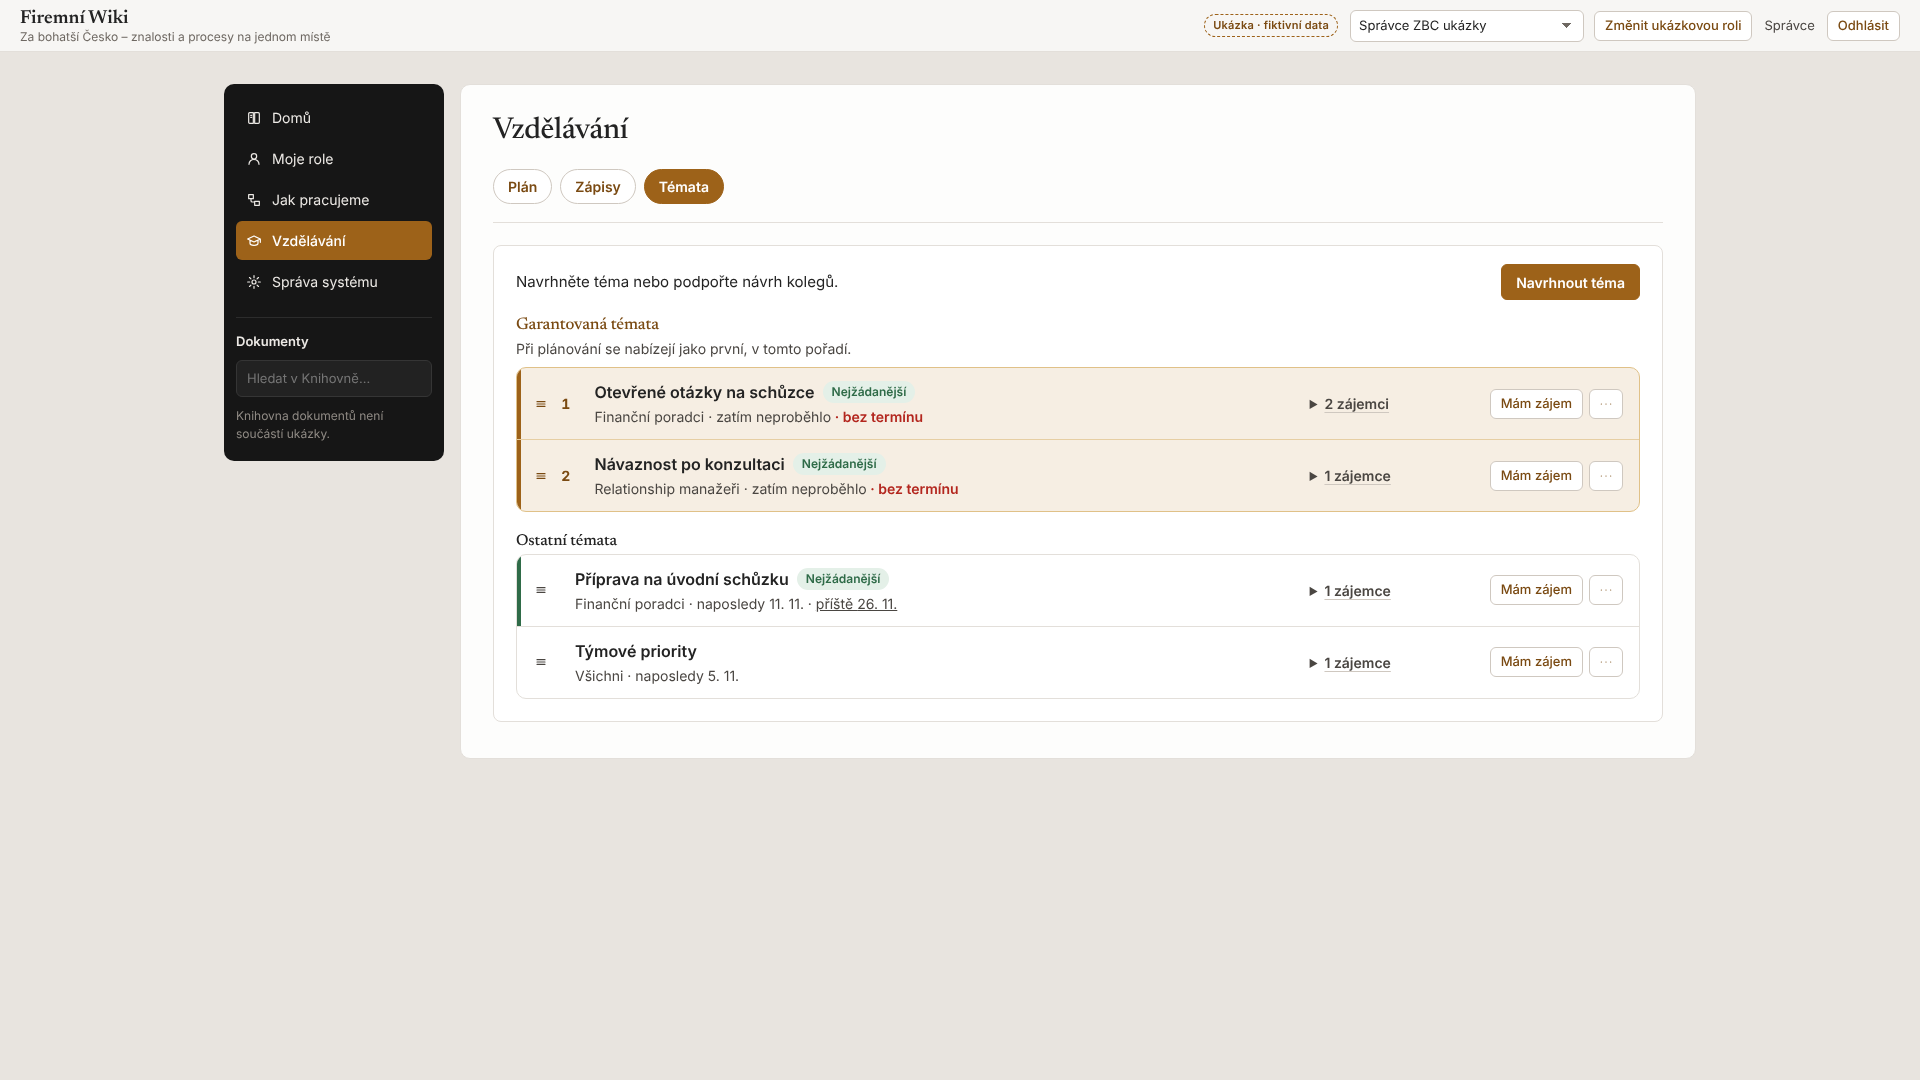 Firemní Wiki
Za bohatší Česko – znalosti a procesy na jednom místě
Ukázka · fiktivní data
Správce ZBC ukázky
Změnit ukázkovou roli
Správce
Odhlásit
Domů
Moje role
Jak pracujeme
Vzdělávání
Správa systému
Dokumenty
Hledat v Knihovně...
Knihovna dokumentů není
součástí ukázky.
Vzdělávání
Plán
Zápisy
Témata
Navrhněte téma nebo podpořte návrh kolegů.
Navrhnout téma
Garantovaná témata
Při plánování se nabízejí jako první, v tomto pořadí.
1 Otevřené otázky na schůzce Nejžádanější
Finanční poradci · zatím neproběhlo · bez termínu
2 zájemci
Mám zájem ···
2 Návaznost po konzultaci Nejžádanější
Relationship manažeři · zatím neproběhlo · bez termínu
1 zájemce
Mám zájem ···
Ostatní témata
Příprava na úvodní schůzku Nejžádanější
Finanční poradci · naposledy 11. 11. · příště 26. 11.
1 zájemce
Mám zájem ···
Týmové priority
Všichni · naposledy 5. 11.
1 zájemce
Mám zájem ···